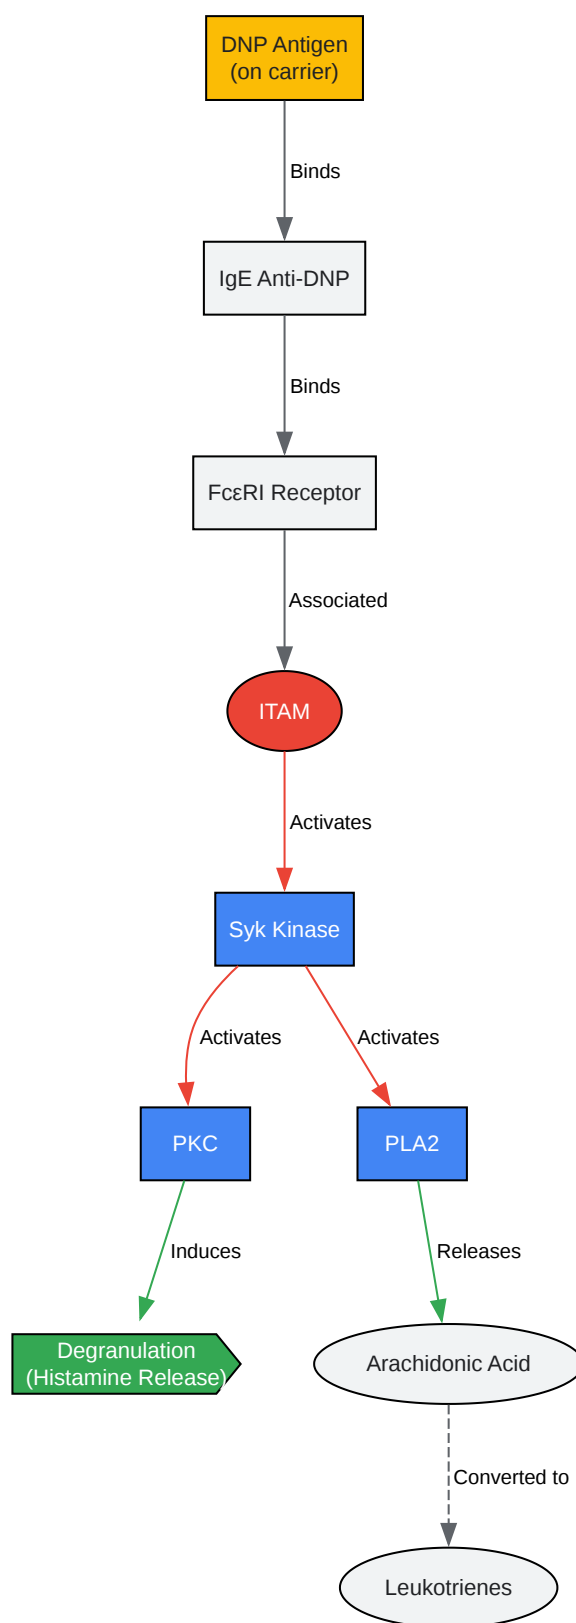 DNP Antigen
(on carrier)
Binds
IgE Anti-DNP
Binds
FcεRI Receptor
Associated
ITAM
Activates
Syk Kinase
Activates
Activates
PKC
PLA2
Induces
Releases
Degranulation
(Histamine Release)
Arachidonic Acid
Converted to
Leukotrienes